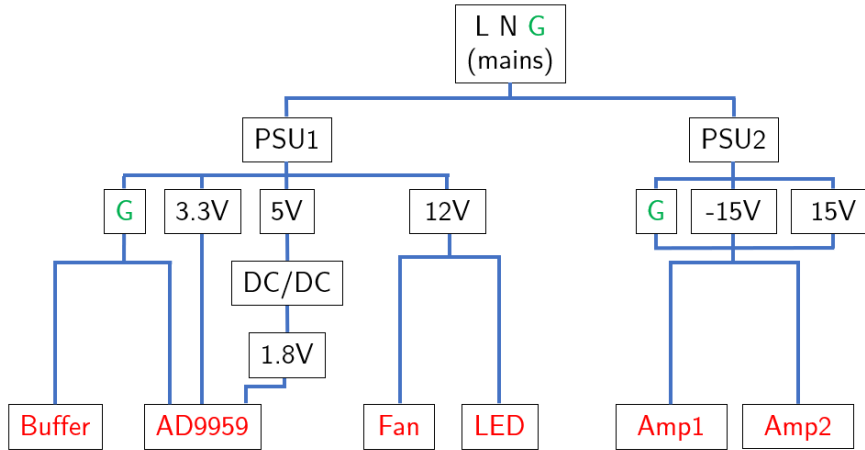 L N G
(mains)
PSU1
PSU2
G
3.3V
5V
12V
G
-15V
15V
DC/DC
1.8V
Buffer
AD9959
Fan
LED
Amp1
Amp2